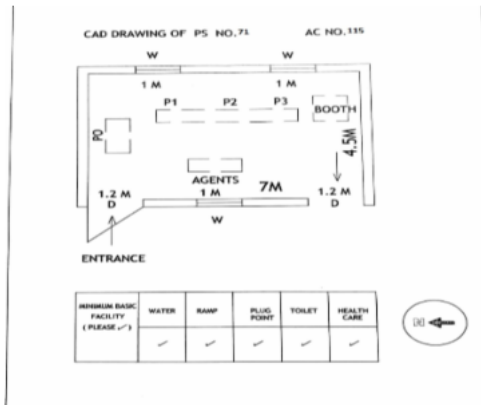 CAD DRAWING OF PS NO.71 AC NO.115
W W
1 M 1 M
P1 P2 P3
BOOTH
PO
4.5M
AGENTS
1.2 M 1 M 7M 1.2 M
D D
W
ENTRANCE
MINIMUM BASIC FACILITY ( PLEASE ✓ ) WATER RAMP PLUG POINT TOILET HEALTH CARE
✓ ✓ ✓ ✓ ✓